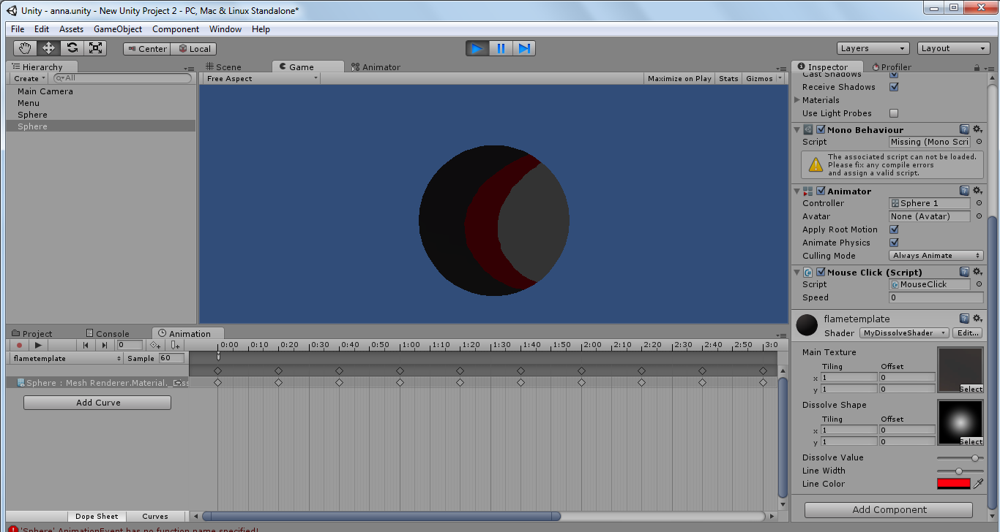 Unity - anna.unity - New Unity Project 2 - PC, Mac & Linux Standalone*
File Edit Assets GameObject Component Window Help
Center Local
Layers Layout
Hierarchy
Create All
Main Camera
Menu
Sphere
Sphere
Scene Game Animator
Free Aspect Maximize on Play Stats Gizmos
Inspector Profiler
Cast Shadows
Receive Shadows
Materials
Use Light Probes
Mono Behaviour
Script Missing (Mono Scri
The associated script can not be loaded.
Please fix any compile errors
and assign a valid script.
Animator
Controller Sphere 1
Avatar None (Avatar)
Apply Root Motion
Animate Physics
Culling Mode Always Animate
Mouse Click (Script)
Script MouseClick
Speed 0
flametemplate
Shader MyDissolveShader Edit...
Main Texture
Tiling Offset
x 1 0
y 1 0
Select
Dissolve Shape
Tiling Offset
x 1 0
y 1 0
Select
Dissolve Value
Line Width
Line Color
Add Component
Project Console Animation
0 0:00 0:10 0:20 0:30 0:40 0:50 1:00 1:10 1:20 1:30 1:40 1:50 2:00 2:10 2:20 2:30 2:40 2:50 3:0
flametemplate Sample 60
Sphere : Mesh Renderer.Material._
Add Curve
Dope Sheet Curves
'Sphere' AnimationEvent has no function name specified!